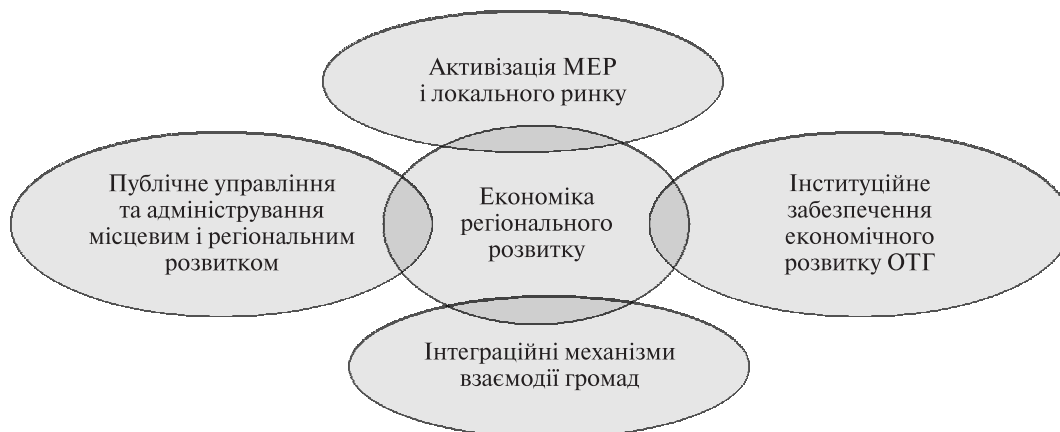 Активізація МЕР
і локального ринку
Публічне управління
та адміністрування
місцевим і регіональним
розвитком
Економіка
регіонального
розвитку
Інституційне
забезпечення
економічного
розвитку ОТГ
Інтеграційні механізми
взаємодії громад